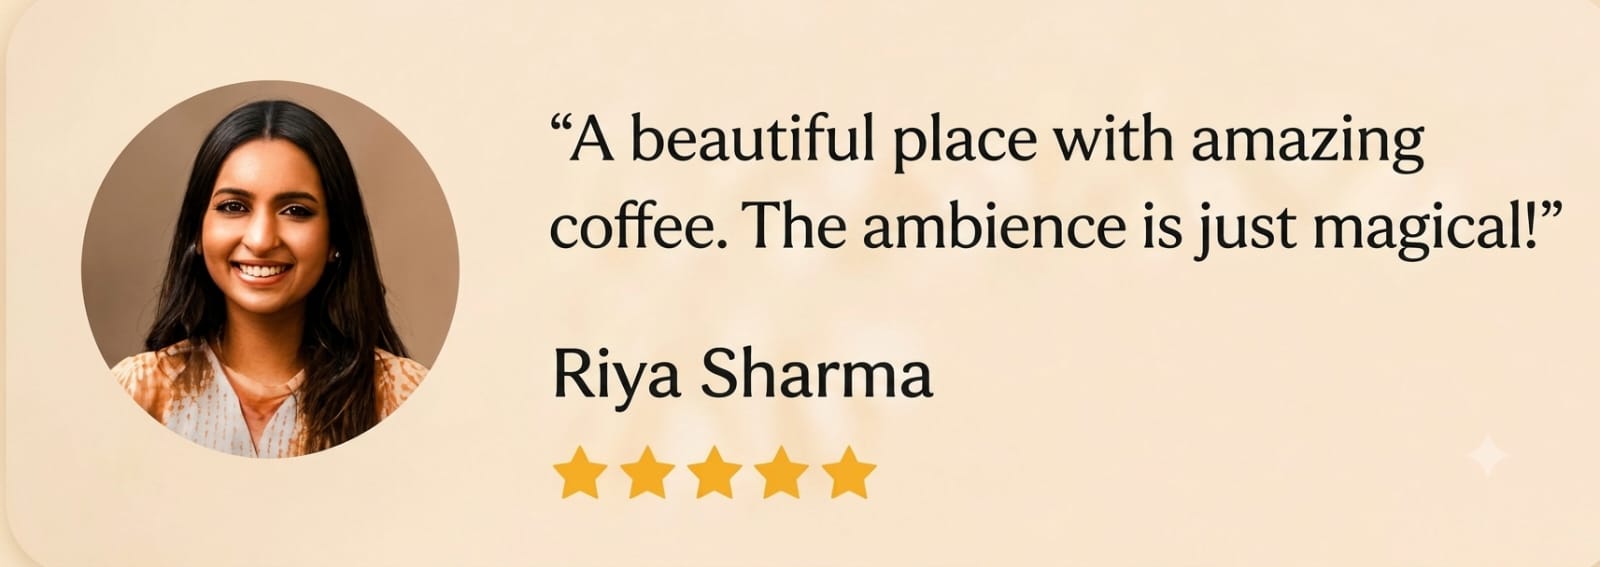 “A beautiful place with amazing
coffee. The ambience is just magical!”
Riya Sharma